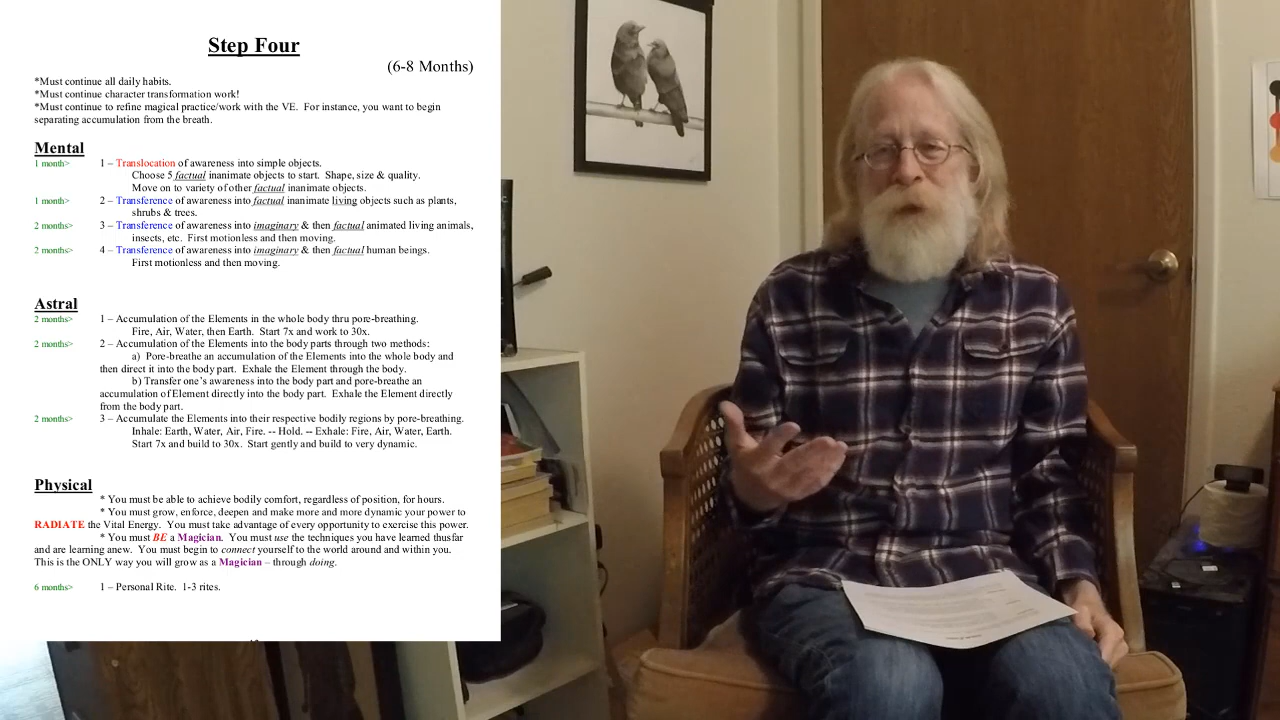 Step Four
(6-8 Months)
*Must continue all daily habits.
*Must continue character transformation work!
*Must continue to refine magical practice/work with the VE. For instance, you want to begin
separating accumulation from the breath.
Mental
1 month> 1 – Translocation of awareness into simple objects.
Choose 5 factual inanimate objects to start. Shape, size & quality.
Move on to variety of other factual inanimate objects.
1 month> 2 – Transference of awareness into factual inanimate living objects such as plants,
shrubs & trees.
2 months> 3 – Transference of awareness into imaginary & then factual animated living animals,
insects, etc. First motionless and then moving.
2 months> 4 – Transference of awareness into imaginary & then factual human beings.
First motionless and then moving.
Astral
2 months> 1 – Accumulation of the Elements in the whole body thru pore-breathing.
Fire, Air, Water, then Earth. Start 7x and work to 30x.
2 months> 2 – Accumulation of the Elements into the body parts through two methods:
a) Pore-breathe an accumulation of the Elements into the whole body and
then direct it into the body part. Exhale the Element through the body.
b) Transfer one's awareness into the body part and pore-breathe an
accumulation of Element directly into the body part. Exhale the Element directly
from the body part.
2 months> 3 – Accumulate the Elements into their respective bodily regions by pore-breathing.
Inhale: Earth, Water, Air, Fire. -- Hold. -- Exhale: Fire, Air, Water, Earth.
Start 7x and build to 30x. Start gently and build to very dynamic.
Physical
* You must be able to achieve bodily comfort, regardless of position, for hours.
* You must grow, enforce, deepen and make more and more dynamic your power to
RADIATE the Vital Energy. You must take advantage of every opportunity to exercise this power.
* You must BE a Magician. You must use the techniques you have learned thusfar
and are learning anew. You must begin to connect yourself to the world around and within you.
This is the ONLY way you will grow as a Magician – through doing.
6 months> 1 – Personal Rite. 1-3 rites.